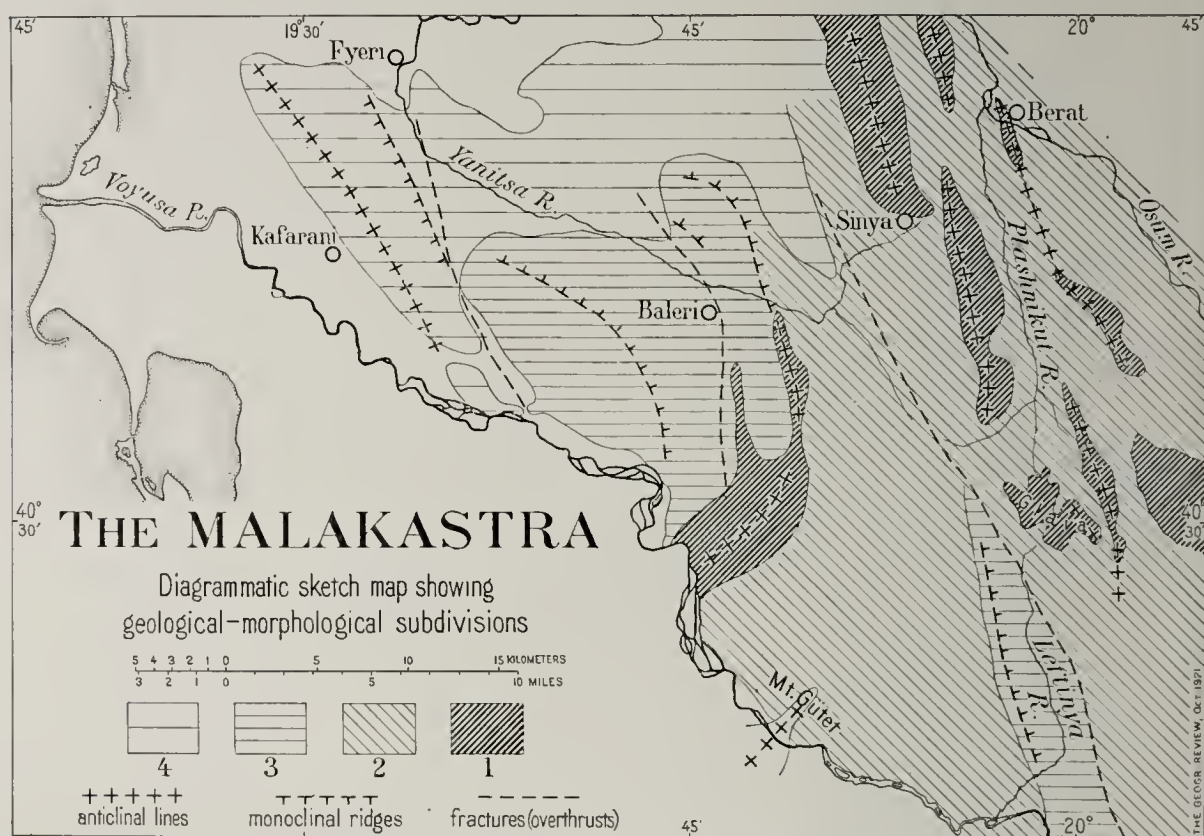 45'
19°30'
45'
20°
45'
Fyeri
Berat
Yanitsa R.
Voyusa R.
Osum R.
Sinya
Kafarani
Plashnikut R.
Baleri
40°
30'
40°
30'
THE MALAKASTRA
Diagrammatic sketch map showing
geological-morphological subdivisions
5 4 3 2 1 0 5 10 15 KILOMETERS
3 2 1 0 5 10 MILES
4 3 2 1
anticlinal lines
monoclinal ridges
fractures (overthrusts)
Mt. Gutet
Leftinya R.
45'
20°
THE GEOGR. REVIEW, OCT. 1921